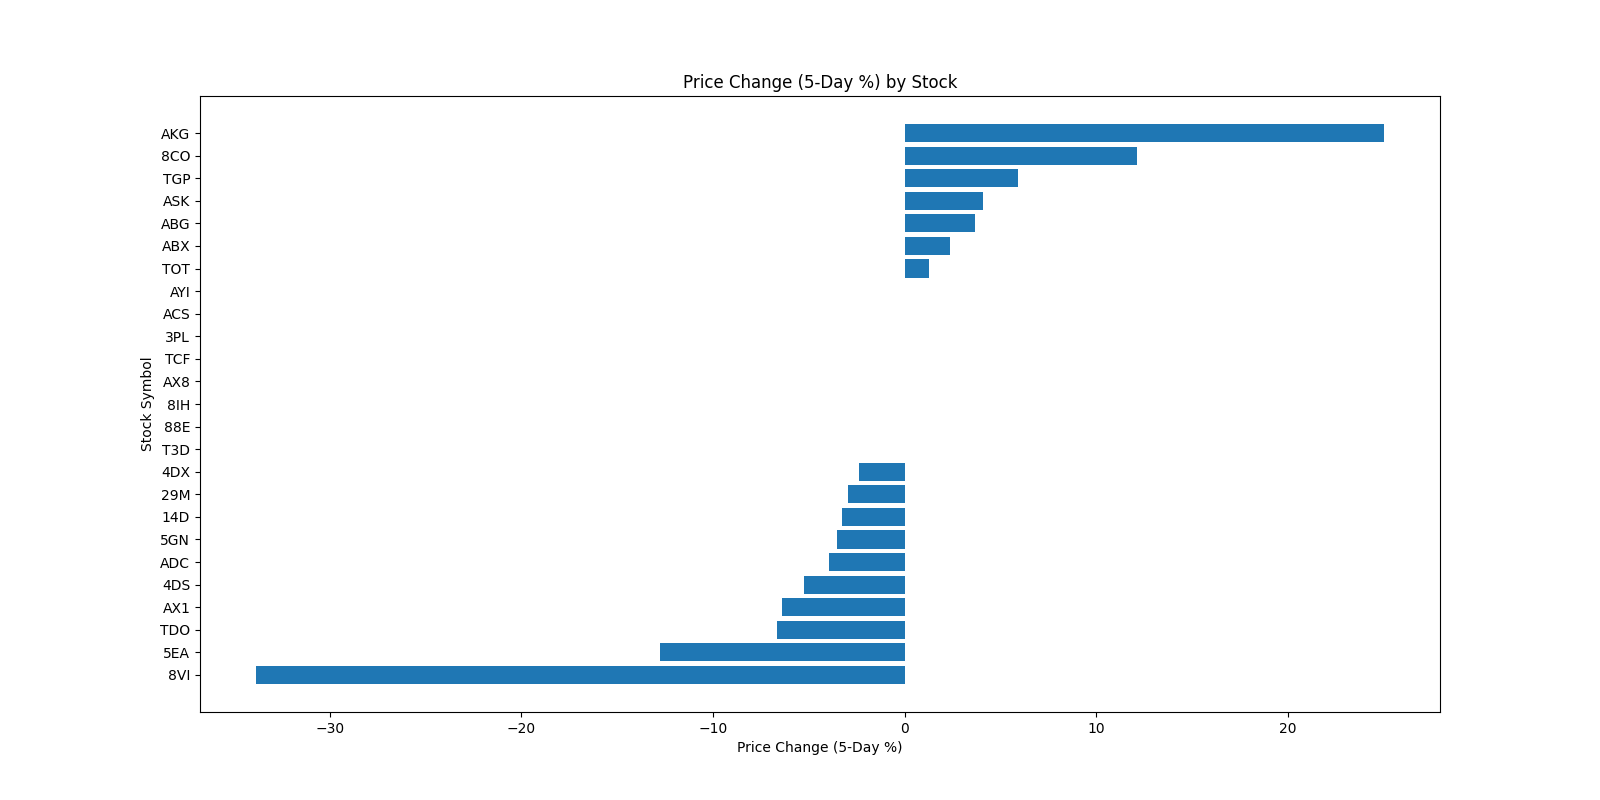 Price Change (5-Day %) by Stock
AKG
8CO
TGP
ASK
ABG
ABX
TOT
AYI
ACS
3PL
TCF
AX8
8IH
88E
T3D
4DX
29M
14D
5GN
ADC
4DS
AX1
TDO
5EA
8VI
Stock Symbol
−30 −20 −10 0 10 20
Price Change (5-Day %)